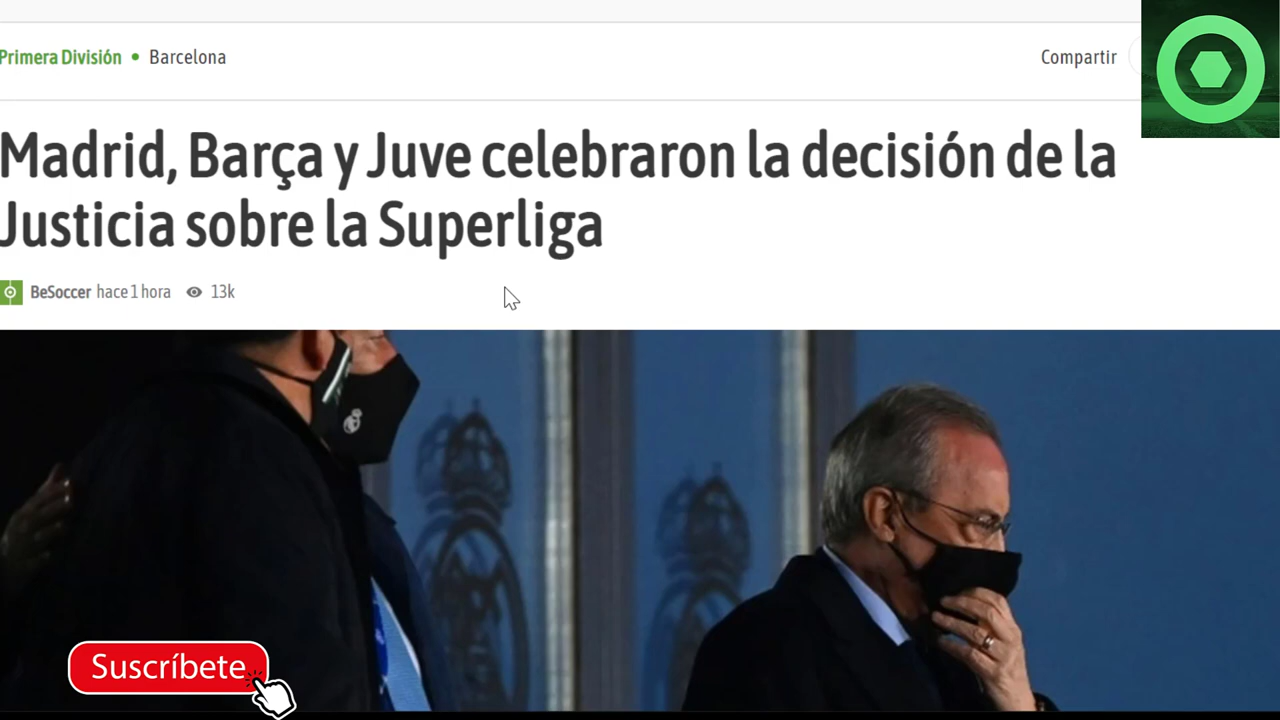 Primera División • Barcelona
Compartir
Madrid, Barça y Juve celebraron la decisión de la
Justicia sobre la Superliga
BeSoccer hace 1 hora 13k
Suscríbete